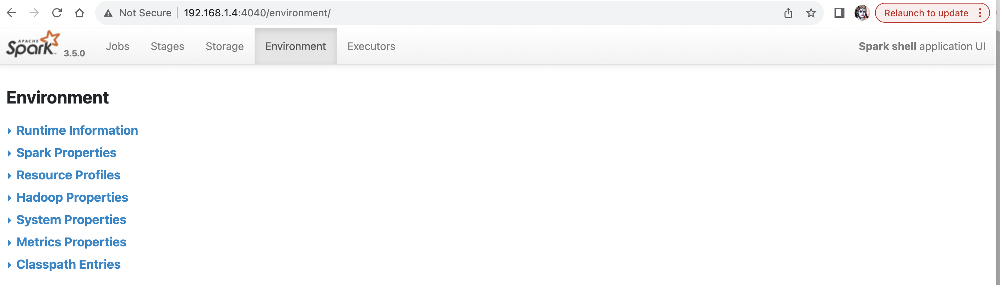 Not Secure 192.168.1.4:4040/environment/ Relaunch to update
APACHE Spark™ 3.5.0 Jobs Stages Storage Environment Executors Spark shell application UI
Environment
Runtime Information
Spark Properties
Resource Profiles
Hadoop Properties
System Properties
Metrics Properties
Classpath Entries